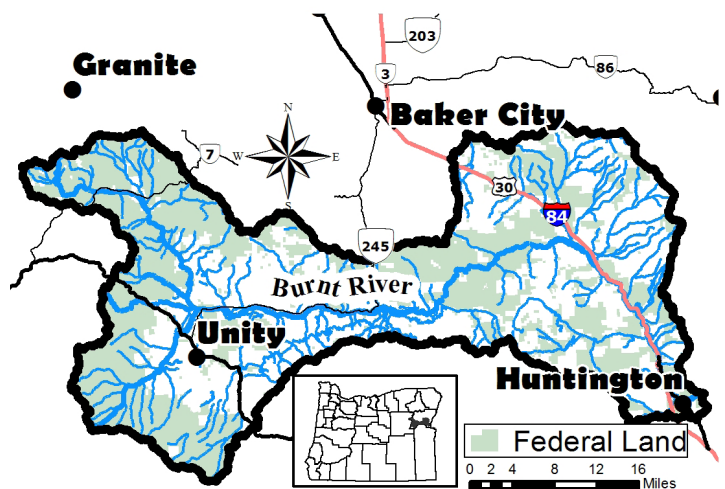 203
Granite
3
86
Baker City
N
7
W
E
30
S
84
245
Burnt River
Unity
Huntington
Federal Land
0 2 4 8 12 16
Miles